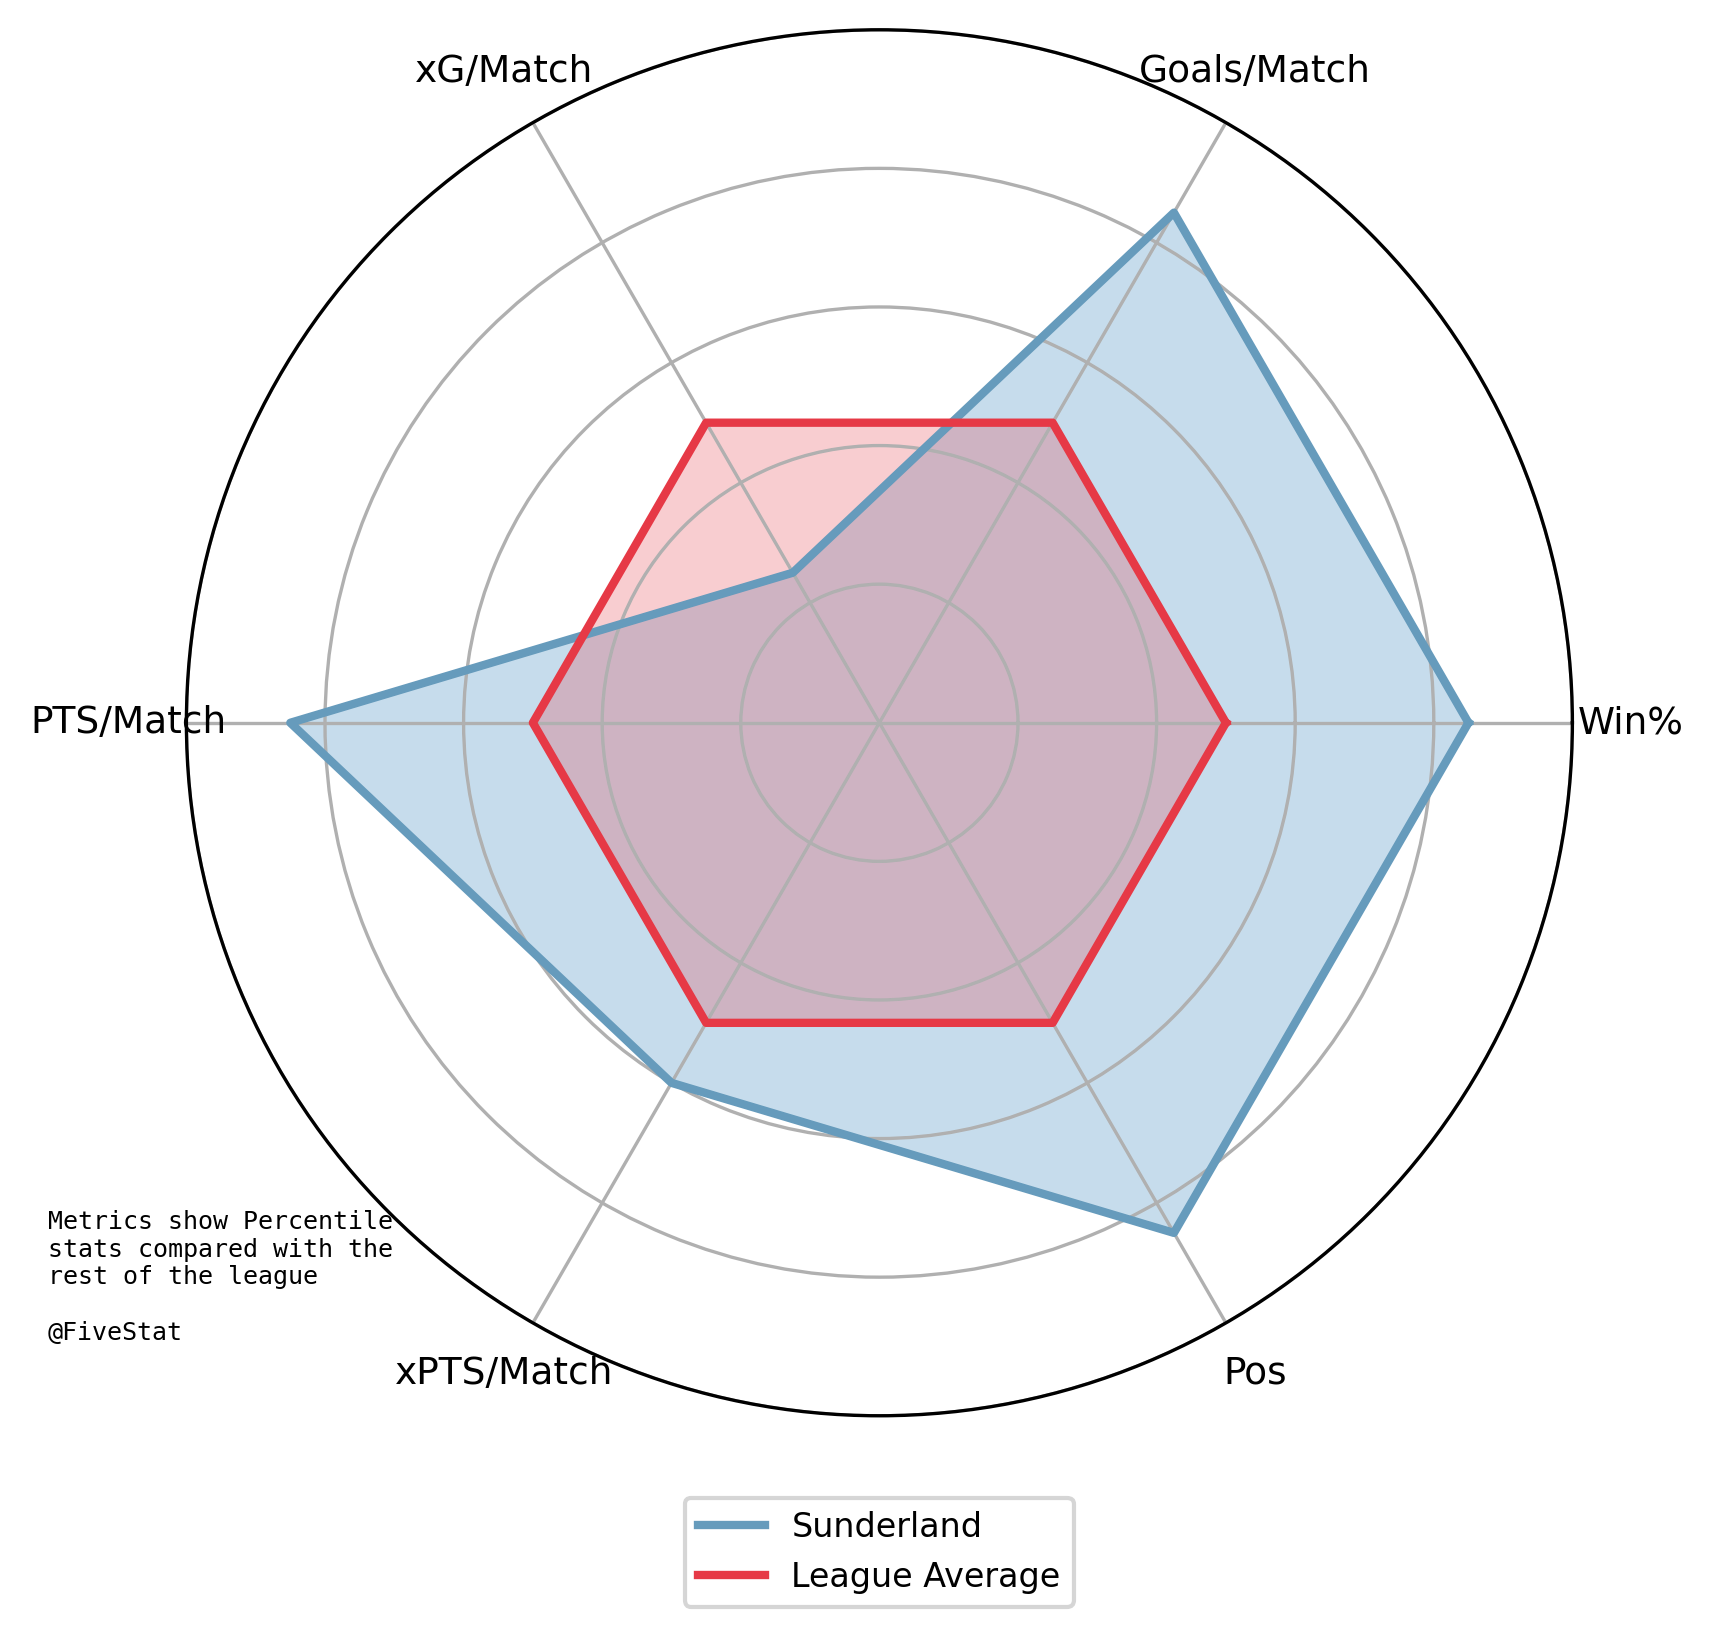 xG/Match
Goals/Match
PTS/Match
Win%
Metrics show Percentile
stats compared with the
rest of the league
@FiveStat
xPTS/Match
Pos
Sunderland
League Average